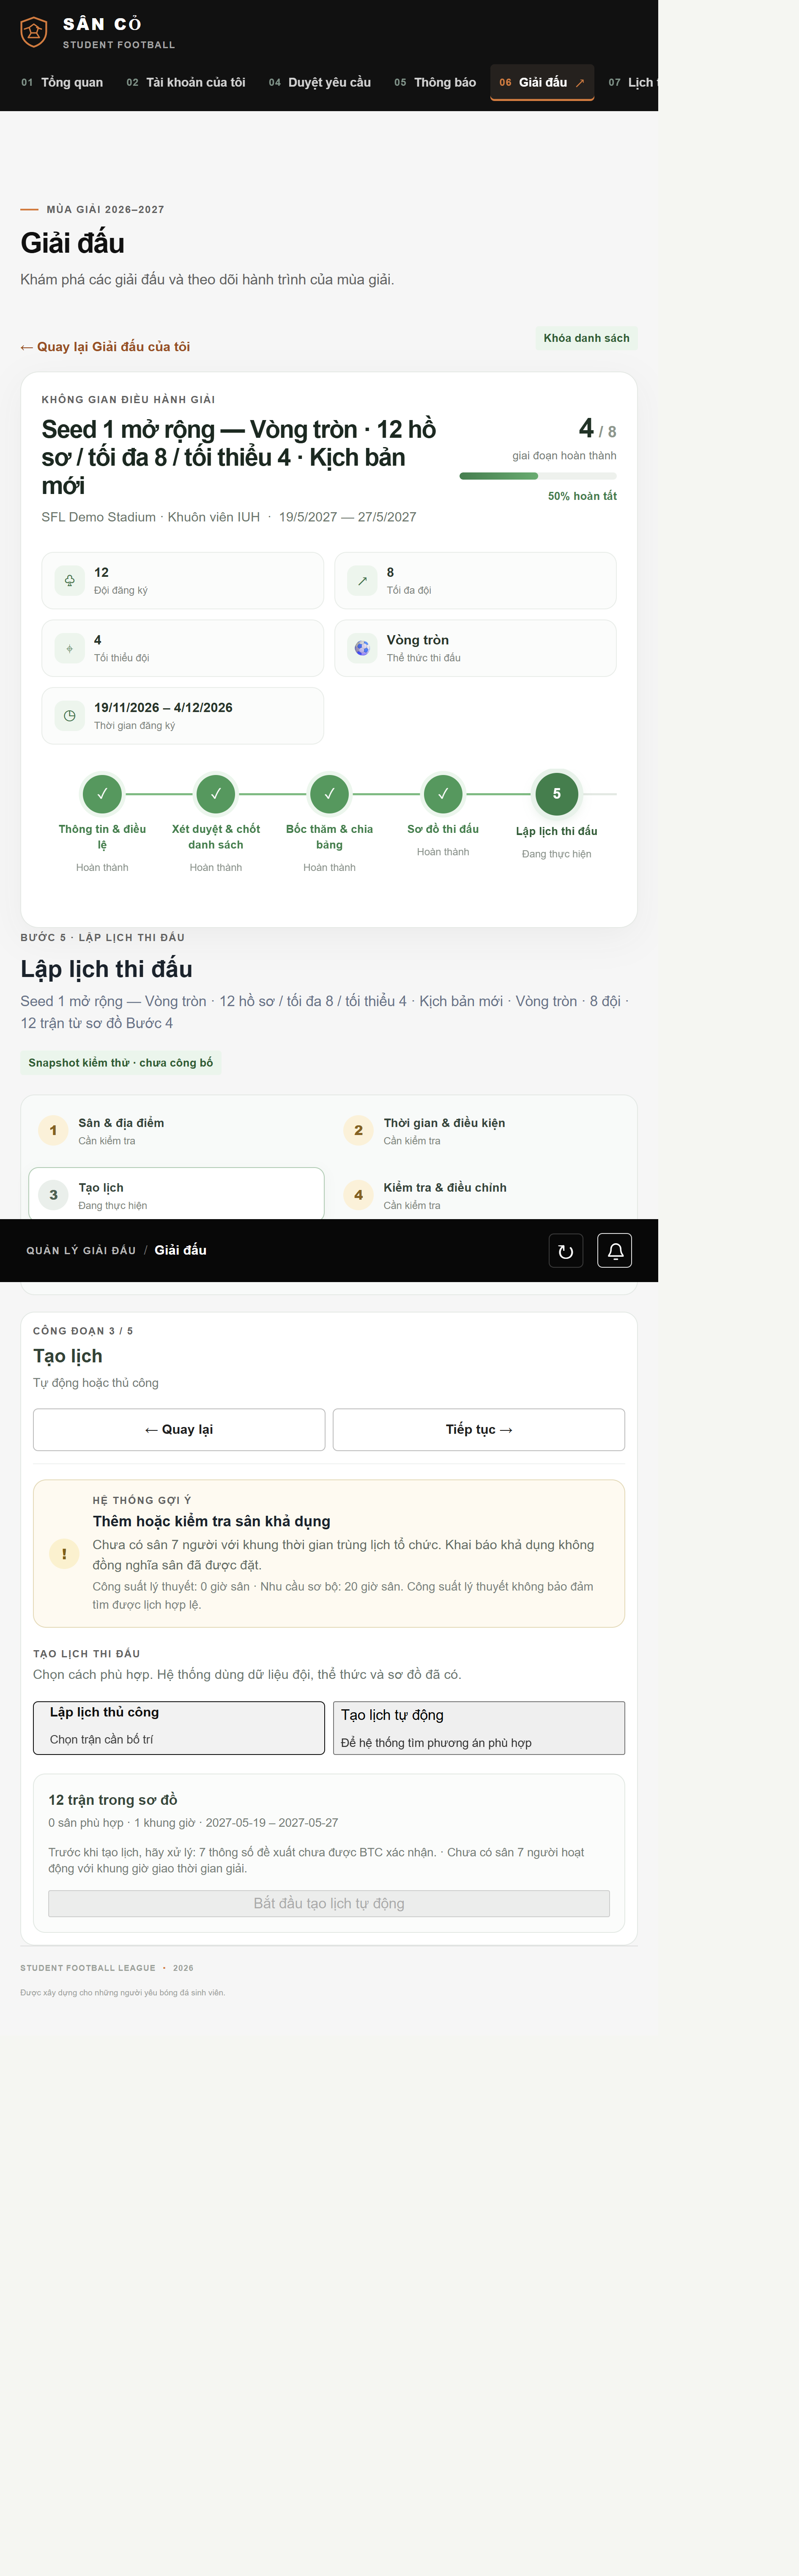 SÂN CỎ
STUDENT FOOTBALL
01 Tổng quan
02 Tài khoản của tôi
04 Duyệt yêu cầu
05 Thông báo
06 Giải đấu ↗
07 Lịch
MÙA GIẢI 2026–2027
Giải đấu
Khám phá các giải đấu và theo dõi hành trình của mùa giải.
← Quay lại Giải đấu của tôi
Khóa danh sách
KHÔNG GIAN ĐIỀU HÀNH GIẢI
Seed 1 mở rộng — Vòng tròn · 12 hồ
sơ / tối đa 8 / tối thiểu 4 · Kịch bản
mới
SFL Demo Stadium · Khuôn viên IUH · 19/5/2027 — 27/5/2027
4 / 8
giai đoạn hoàn thành
50% hoàn tất
12
Đội đăng ký
8
Tối đa đội
4
Tối thiểu đội
Vòng tròn
Thể thức thi đấu
19/11/2026 – 4/12/2026
Thời gian đăng ký
✓
Thông tin & điều
lệ
Hoàn thành
✓
Xét duyệt & chốt
danh sách
Hoàn thành
✓
Bốc thăm & chia
bảng
Hoàn thành
✓
Sơ đồ thi đấu
Hoàn thành
5
Lập lịch thi đấu
Đang thực hiện
BƯỚC 5 · LẬP LỊCH THI ĐẤU
Lập lịch thi đấu
Seed 1 mở rộng — Vòng tròn · 12 hồ sơ / tối đa 8 / tối thiểu 4 · Kịch bản mới · Vòng tròn · 8 đội ·
12 trận từ sơ đồ Bước 4
Snapshot kiểm thử · chưa công bố
1
Sân & địa điểm
Cần kiểm tra
2
Thời gian & điều kiện
Cần kiểm tra
3
Tạo lịch
Đang thực hiện
4
Kiểm tra & điều chỉnh
Cần kiểm tra
QUẢN LÝ GIẢI ĐẤU / Giải đấu
CÔNG ĐOẠN 3 / 5
Tạo lịch
Tự động hoặc thủ công
← Quay lại
Tiếp tục →
HỆ THỐNG GỢI Ý
!
Thêm hoặc kiểm tra sân khả dụng
Chưa có sân 7 người với khung thời gian trùng lịch tổ chức. Khai báo khả dụng không
đồng nghĩa sân đã được đặt.
Công suất lý thuyết: 0 giờ sân · Nhu cầu sơ bộ: 20 giờ sân. Công suất lý thuyết không bảo đảm
tìm được lịch hợp lệ.
TẠO LỊCH THI ĐẤU
Chọn cách phù hợp. Hệ thống dùng dữ liệu đội, thể thức và sơ đồ đã có.
Lập lịch thủ công
Chọn trận cần bố trí
Tạo lịch tự động
Để hệ thống tìm phương án phù hợp
12 trận trong sơ đồ
0 sân phù hợp · 1 khung giờ · 2027-05-19 – 2027-05-27
Trước khi tạo lịch, hãy xử lý: 7 thông số đề xuất chưa được BTC xác nhận. · Chưa có sân 7 người hoạt
động với khung giờ giao thời gian giải.
Bắt đầu tạo lịch tự động
STUDENT FOOTBALL LEAGUE • 2026
Được xây dựng cho những người yêu bóng đá sinh viên.